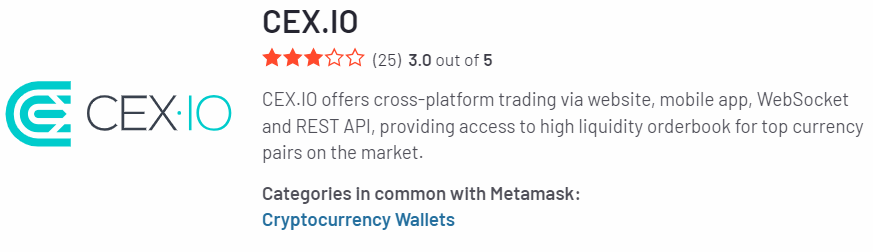 CEX.IO
(25) 3.0 out of 5
CEX·IO
CEX.IO offers cross-platform trading via website, mobile app, WebSocket
and REST API, providing access to high liquidity orderbook for top currency
pairs on the market.
Categories in common with Metamask:
Cryptocurrency Wallets